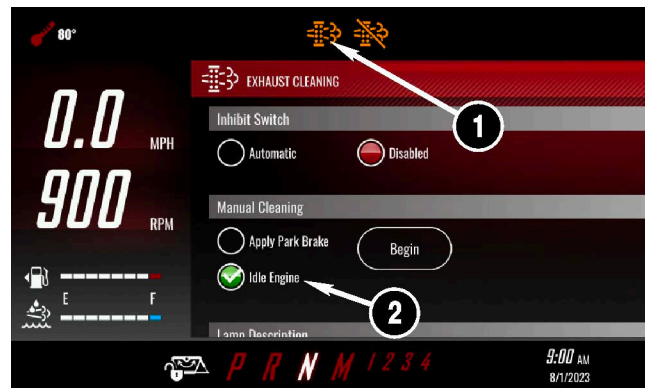 80°
EXHAUST CLEANING
0.0 MPH
900 RPM
Inhibit Switch
Automatic Disabled
1
Manual Cleaning
Apply Park Brake
Begin
Idle Engine
2
Lamp Description
E F
P R N M 1 2 3 4
9:00 AM
8/1/2023